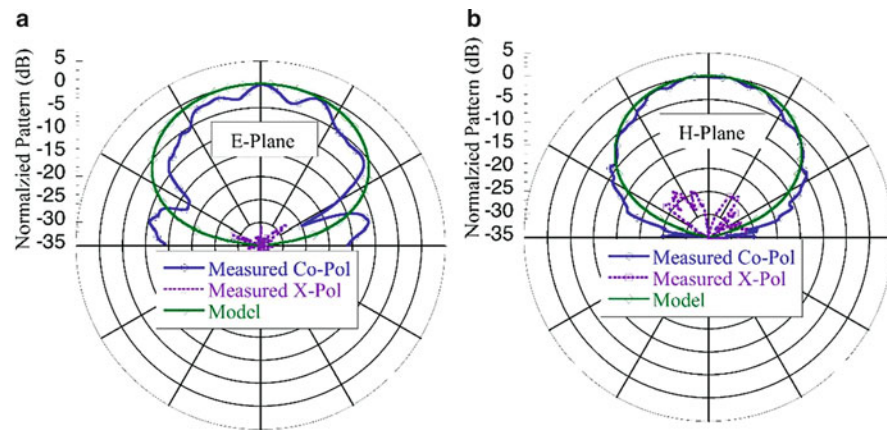 a
Normalzied Pattern (dB)
5
0
-5
-10
-15
-20
-25
-30
-35
E-Plane
Measured Co-Pol
Measured X-Pol
Model
b
Normalzied Pattern (dB)
5
0
-5
-10
-15
-20
-25
-30
-35
H-Plane
Measured Co-Pol
Measured X-Pol
Model